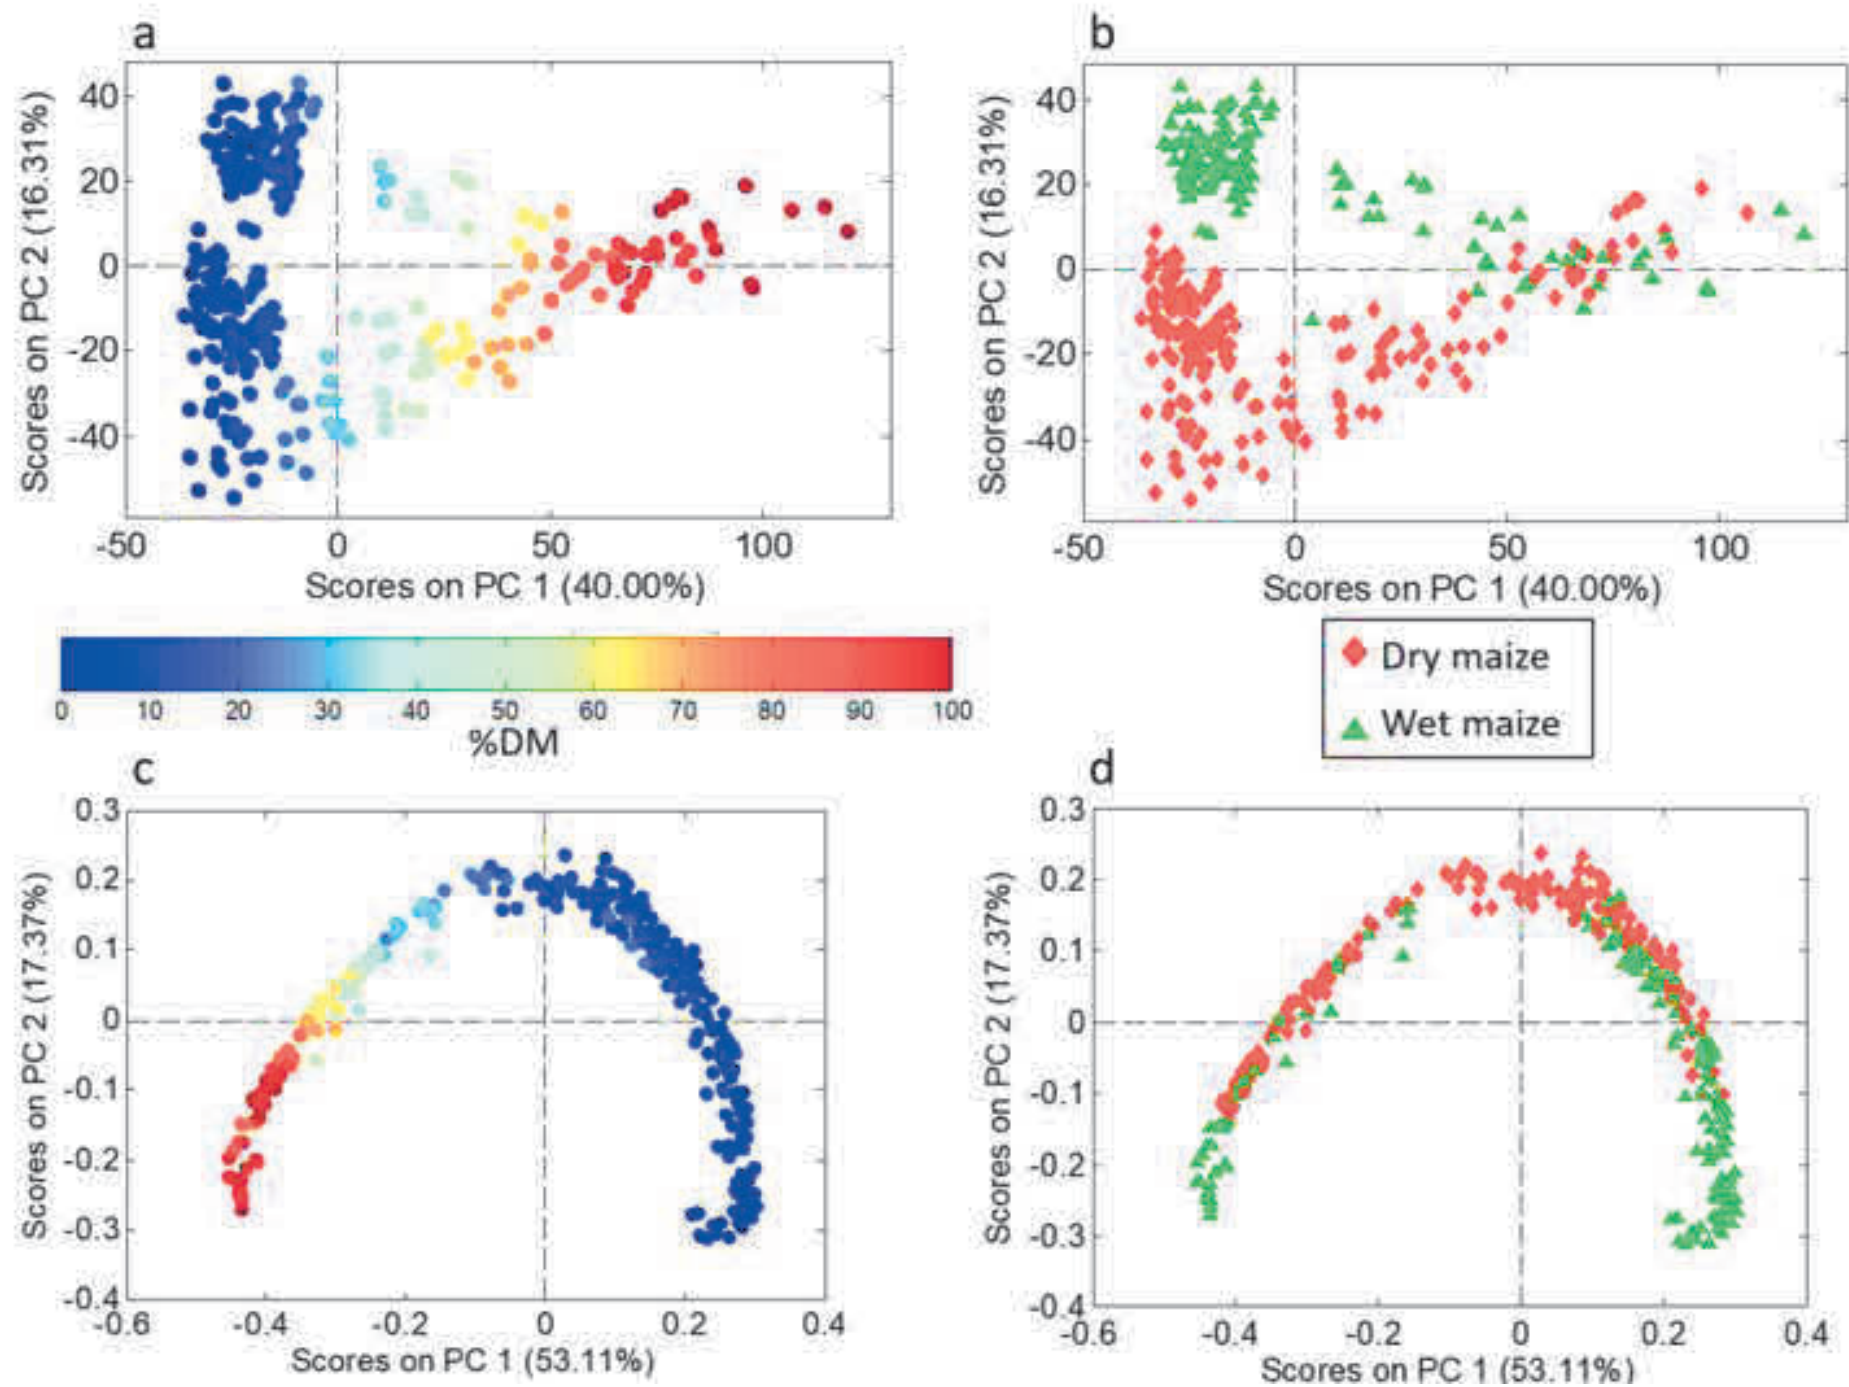 a
b
40
20
0
-20
-40
Scores on PC 2 (16.31%)
-50
0
50
100
Scores on PC 1 (40.00%)
40
20
0
-20
-40
Scores on PC 2 (16.31%)
-50
0
50
100
Scores on PC 1 (40.00%)
0 10 20 30 40 50 60 70 80 90 100
%DM
Dry maize
Wet maize
c
d
0.3
0.2
0.1
0
-0.1
-0.2
-0.3
-0.4
Scores on PC 2 (17.37%)
-0.6 -0.4 -0.2 0 0.2 0.4
Scores on PC 1 (53.11%)
0.3
0.2
0.1
0
-0.1
-0.2
-0.3
-0.4
Scores on PC 2 (17.37%)
-0.6 -0.4 -0.2 0 0.2 0.4
Scores on PC 1 (53.11%)